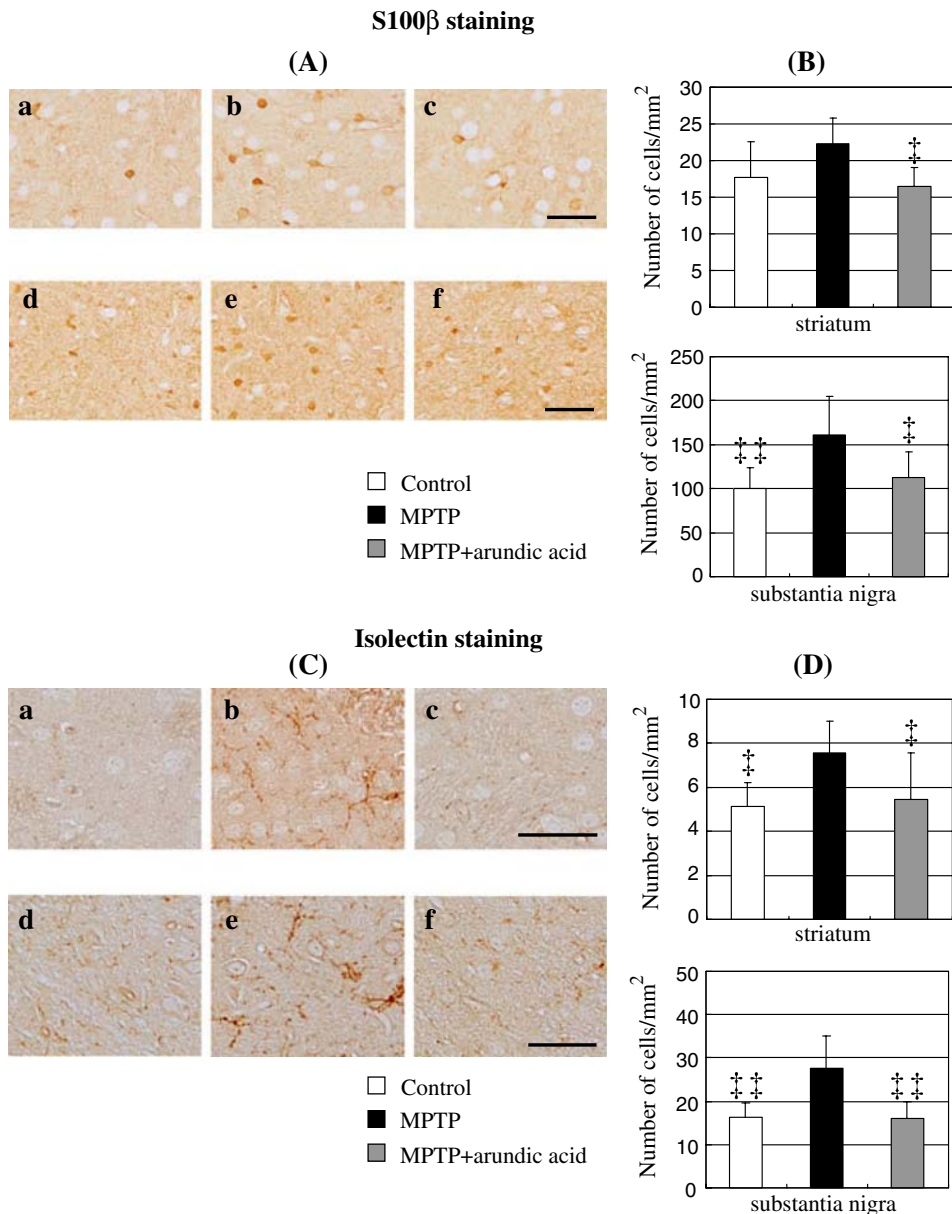 S100β staining
(A)
a
b
c
d
e
f
(B)
Number of cells/mm²
30
25
20
15
10
5
0
‡
striatum
Number of cells/mm²
250
200
150
100
50
0
‡‡
‡
substantia nigra
Control
MPTP
MPTP+arundic acid
Isolectin staining
(C)
a
b
c
d
e
f
(D)
Number of cells/mm²
10
8
6
4
2
0
‡
‡
striatum
Number of cells/mm²
50
40
30
20
10
0
‡‡
‡‡
substantia nigra
Control
MPTP
MPTP+arundic acid